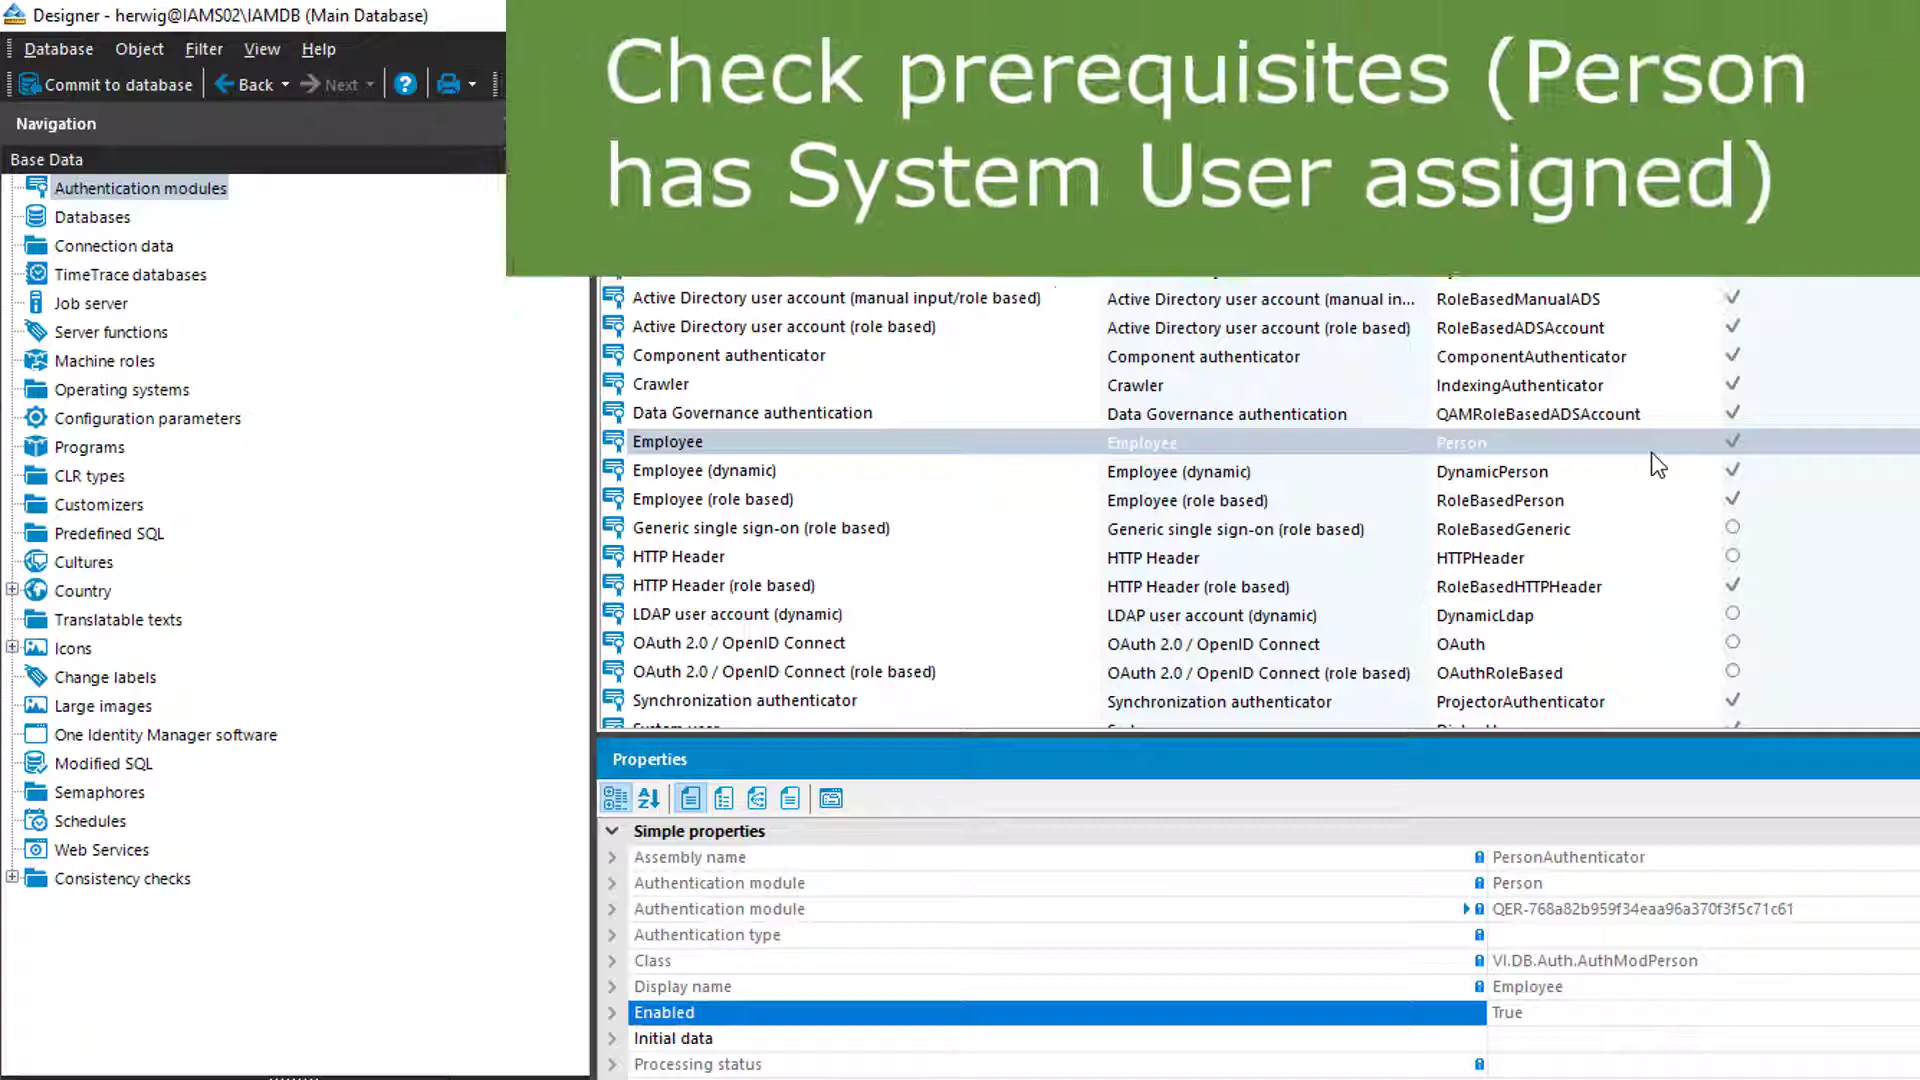 Designer - herwig@IAMS02\IAMDB (Main Database)
Database Object Filter View Help
Commit to database Back Next
Check prerequisites (Person
has System User assigned)
Navigation
Base Data
Authentication modules
Databases
Connection data
TimeTrace databases
Job server
Server functions
Machine roles
Operating systems
Configuration parameters
Programs
CLR types
Customizers
Predefined SQL
Cultures
Country
Translatable texts
Icons
Change labels
Large images
One Identity Manager software
Modified SQL
Semaphores
Schedules
Web Services
Consistency checks
Active Directory user account (manual input/role based) Active Directory user account (manual in... RoleBasedManualADS
Active Directory user account (role based) Active Directory user account (role based) RoleBasedADSAccount
Component authenticator Component authenticator ComponentAuthenticator
Crawler Crawler IndexingAuthenticator
Data Governance authentication Data Governance authentication QAMRoleBasedADSAccount
Employee Employee Person
Employee (dynamic) Employee (dynamic) DynamicPerson
Employee (role based) Employee (role based) RoleBasedPerson
Generic single sign-on (role based) Generic single sign-on (role based) RoleBasedGeneric
HTTP Header HTTP Header HTTPHeader
HTTP Header (role based) HTTP Header (role based) RoleBasedHTTPHeader
LDAP user account (dynamic) LDAP user account (dynamic) DynamicLdap
OAuth 2.0 / OpenID Connect OAuth 2.0 / OpenID Connect OAuth
OAuth 2.0 / OpenID Connect (role based) OAuth 2.0 / OpenID Connect (role based) OAuthRoleBased
Synchronization authenticator Synchronization authenticator ProjectorAuthenticator
Properties
Simple properties
Assembly name PersonAuthenticator
Authentication module Person
Authentication module QER-768a82b959f34eaa96a370f3f5c71c61
Authentication type
Class VI.DB.Auth.AuthModPerson
Display name Employee
Enabled True
Initial data
Processing status